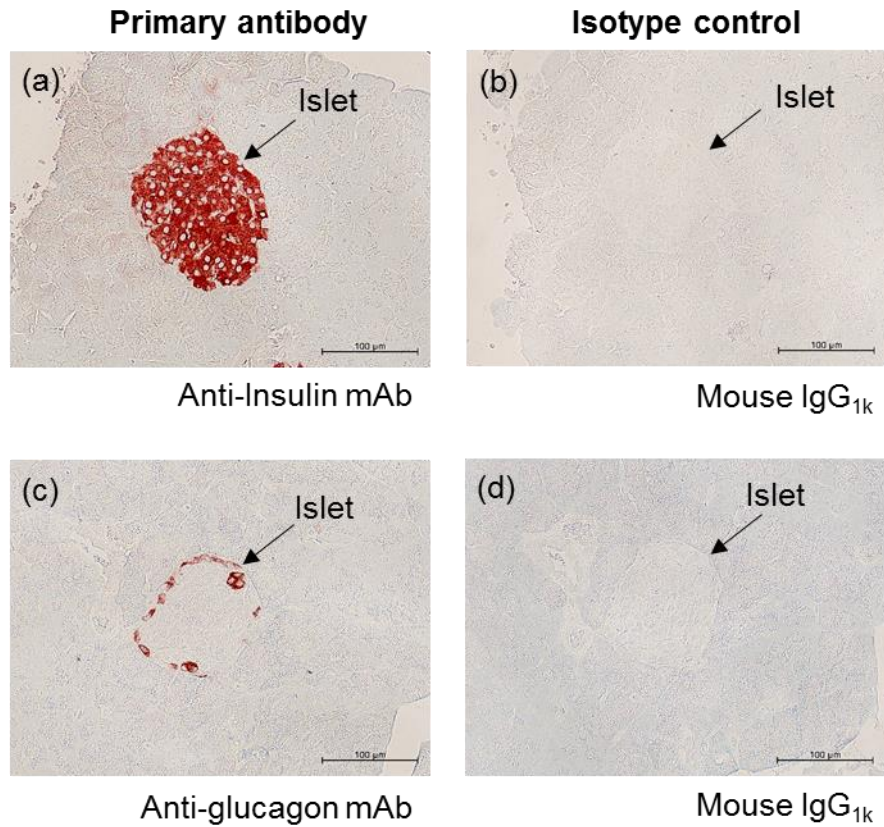 Primary antibody
Isotype control
(a)
Islet
100 µm
Anti-Insulin mAb
(b)
Islet
100 µm
Mouse IgG1k
(c)
Islet
100 µm
Anti-glucagon mAb
(d)
Islet
100 µm
Mouse IgG1k